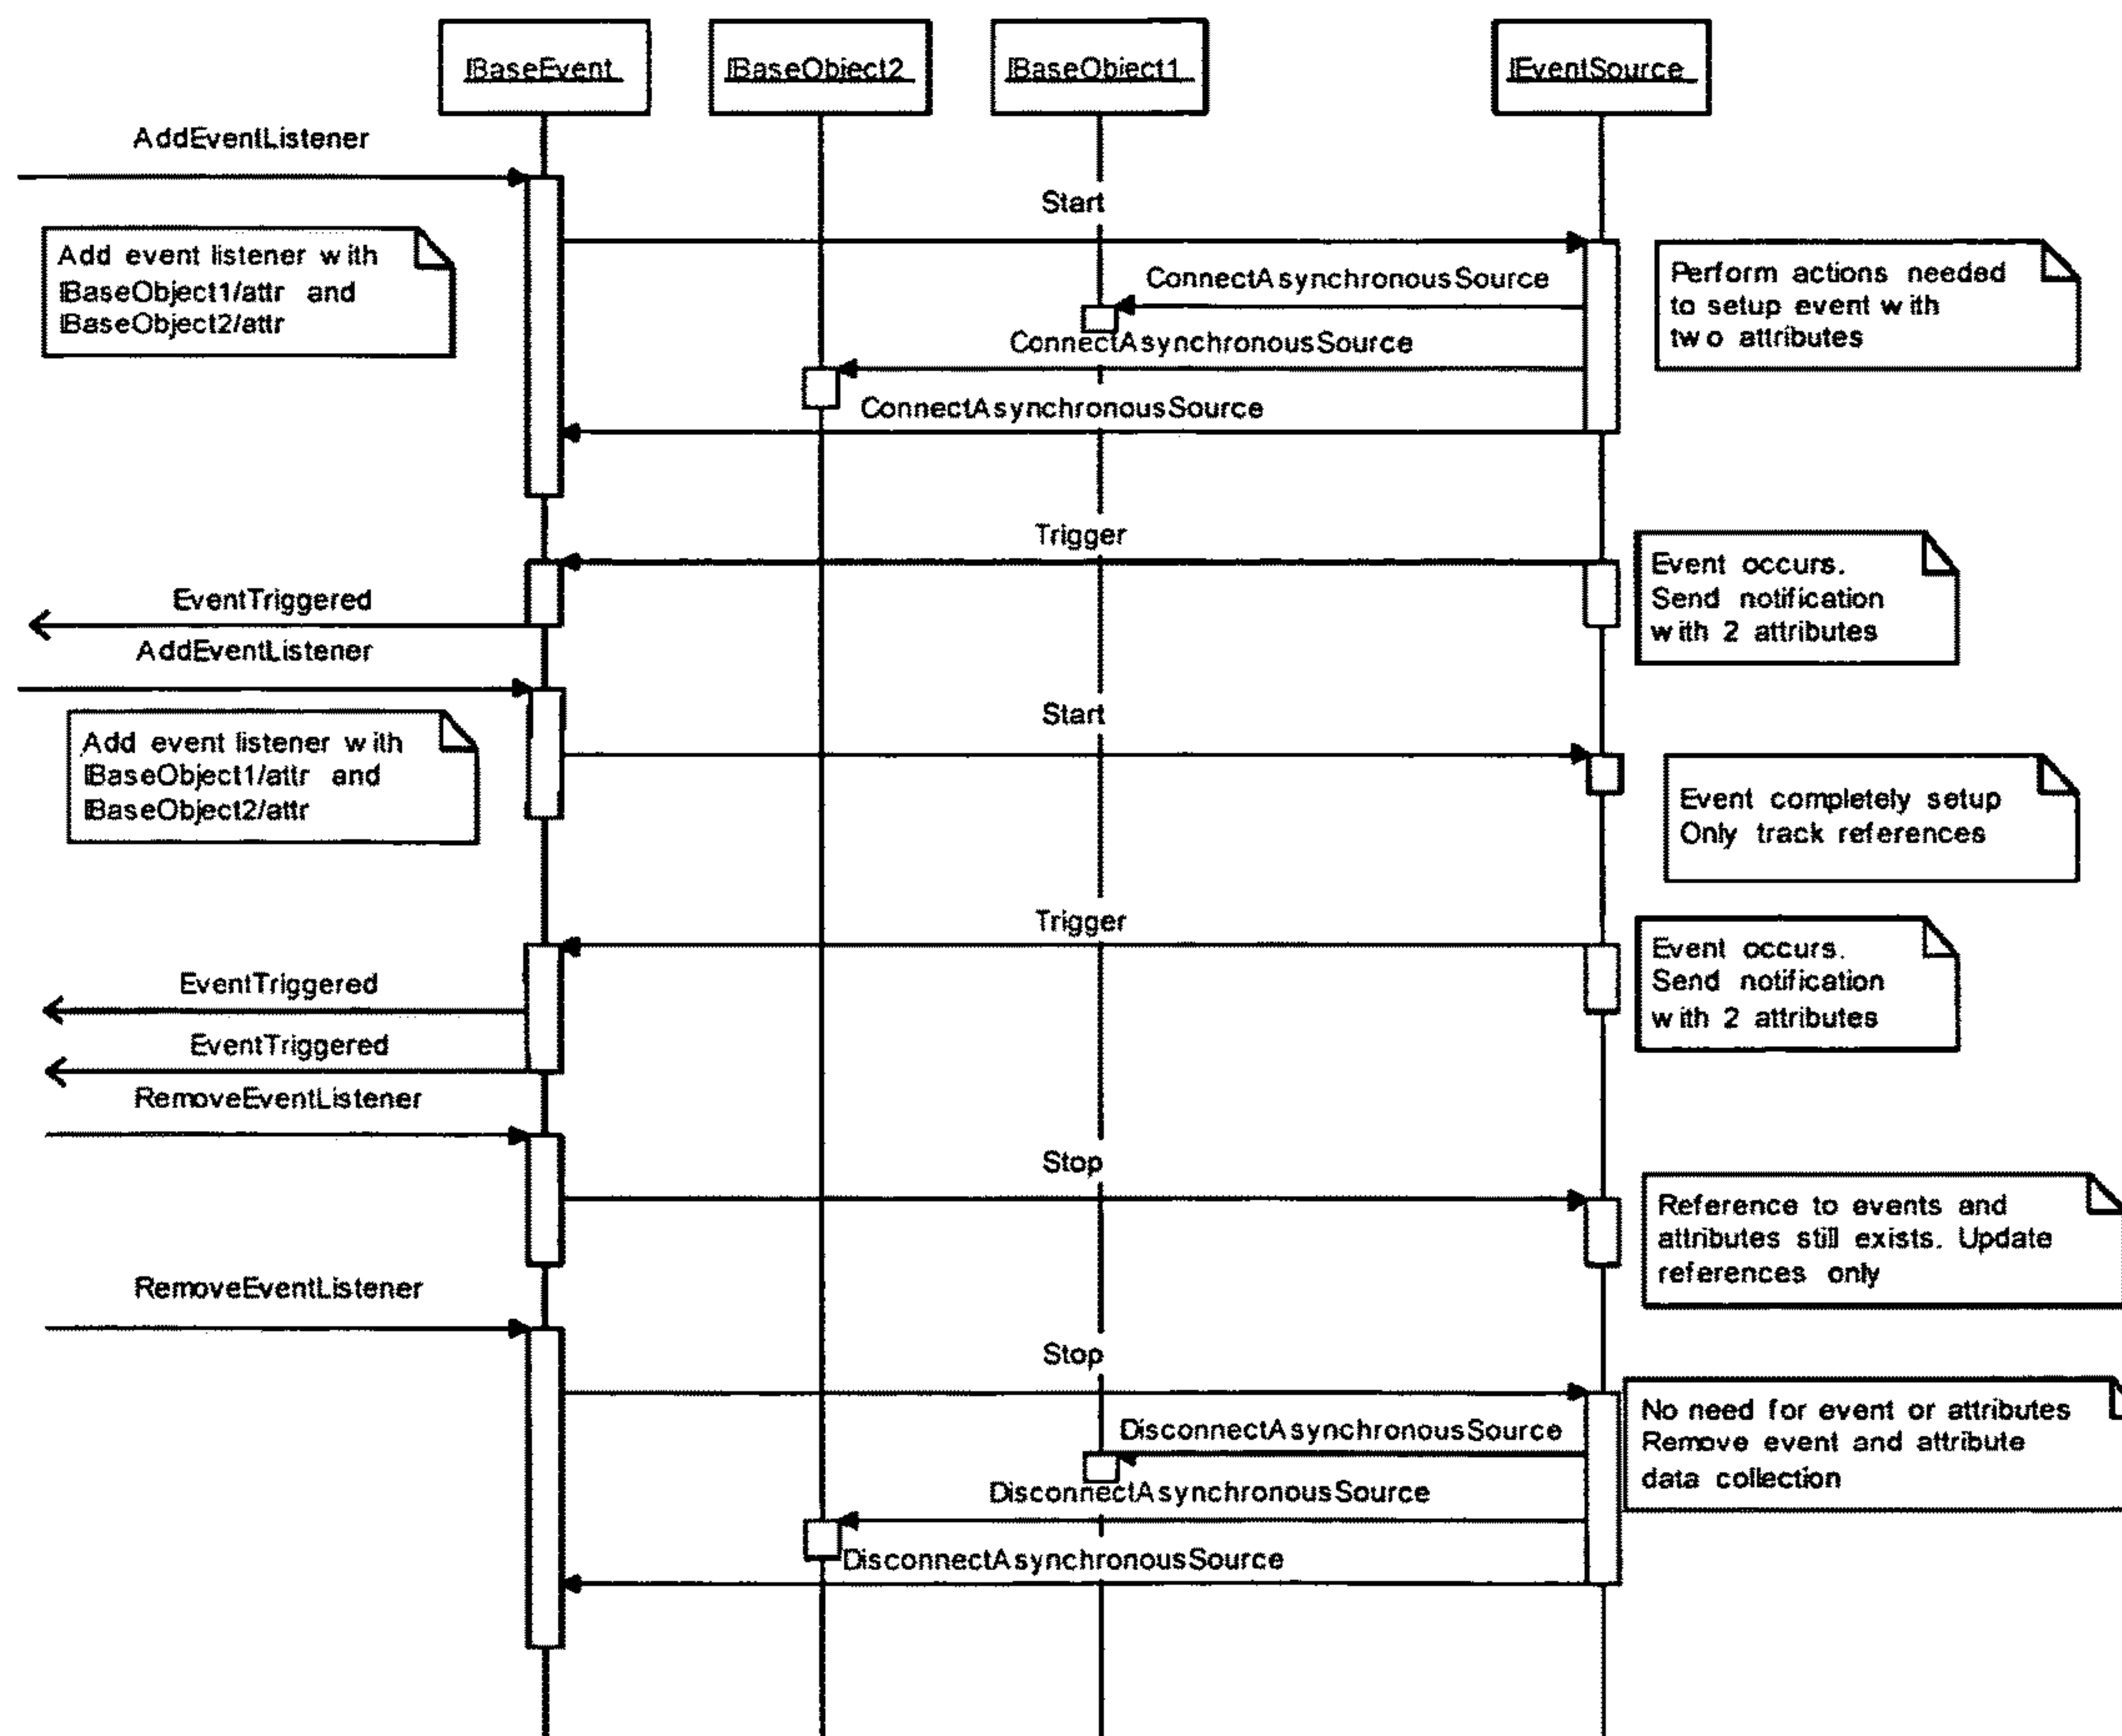 IBaseEvent
IBaseObject2
IBaseObject1
IEventSource
AddEventListener
Start
Add event listener with
IBaseObject1/attr and
IBaseObject2/attr
Perform actions needed
to setup event with
two attributes
ConnectAsynchronousSource
ConnectAsynchronousSource
ConnectAsynchronousSource
Trigger
Event occurs.
Send notification
with 2 attributes
EventTriggered
AddEventListener
Start
Add event listener with
IBaseObject1/attr and
IBaseObject2/attr
Event completely setup
Only track references
Trigger
Event occurs.
Send notification
with 2 attributes
EventTriggered
EventTriggered
RemoveEventListener
Stop
Reference to events and
attributes still exists. Update
references only
RemoveEventListener
Stop
No need for event or attributes
Remove event and attribute
data collection
DisconnectAsynchronousSource
DisconnectAsynchronousSource
DisconnectAsynchronousSource